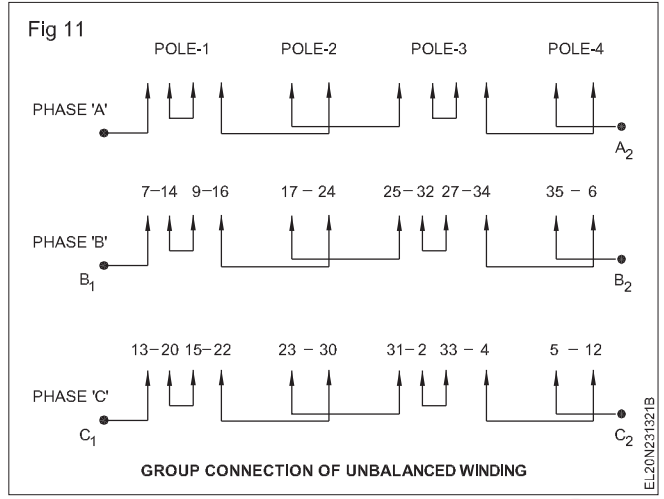 Fig 11
POLE-1 POLE-2 POLE-3 POLE-4
PHASE 'A'
A2
7-14 9-16 17-24 25-32 27-34 35 - 6
PHASE 'B'
B1 B2
13-20 15-22 23 - 30 31-2 33 - 4 5 - 12
PHASE 'C'
C1 C2
GROUP CONNECTION OF UNBALANCED WINDING
EL20N231321B